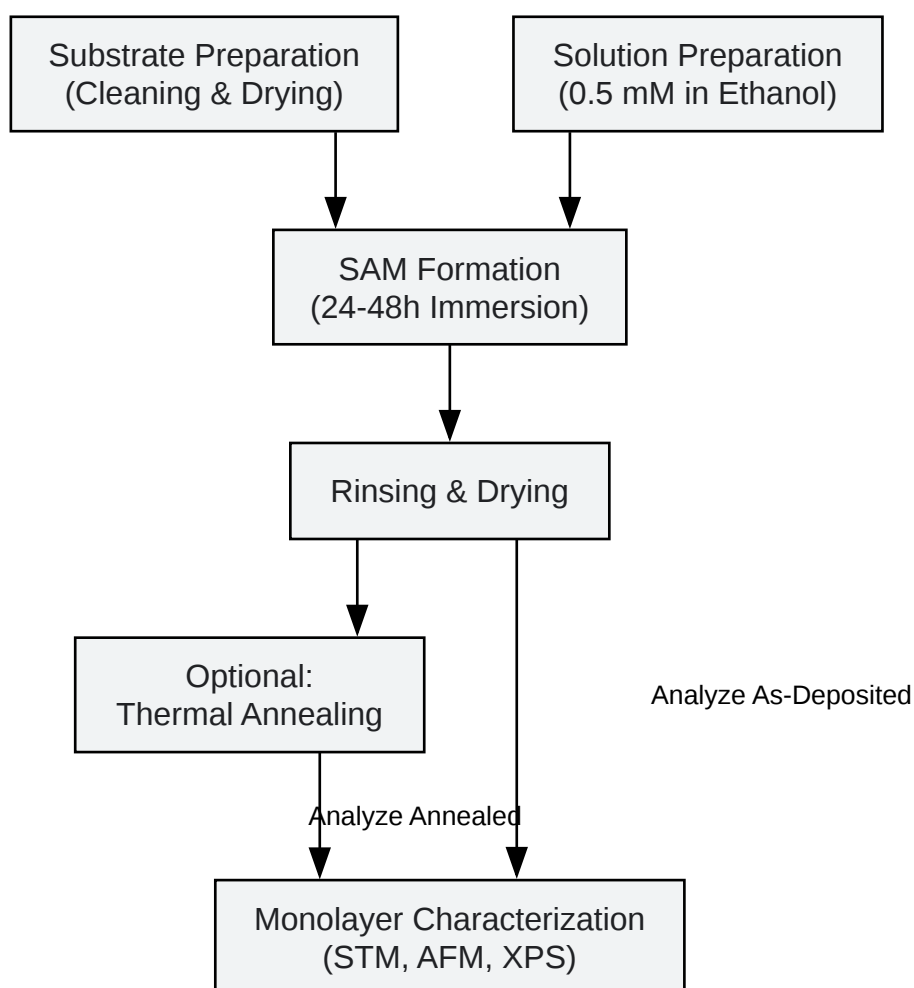 Substrate Preparation
(Cleaning & Drying)
Solution Preparation
(0.5 mM in Ethanol)
SAM Formation
(24-48h Immersion)
Rinsing & Drying
Optional:
Thermal Annealing
Analyze As-Deposited
Analyze Annealed
Monolayer Characterization
(STM, AFM, XPS)